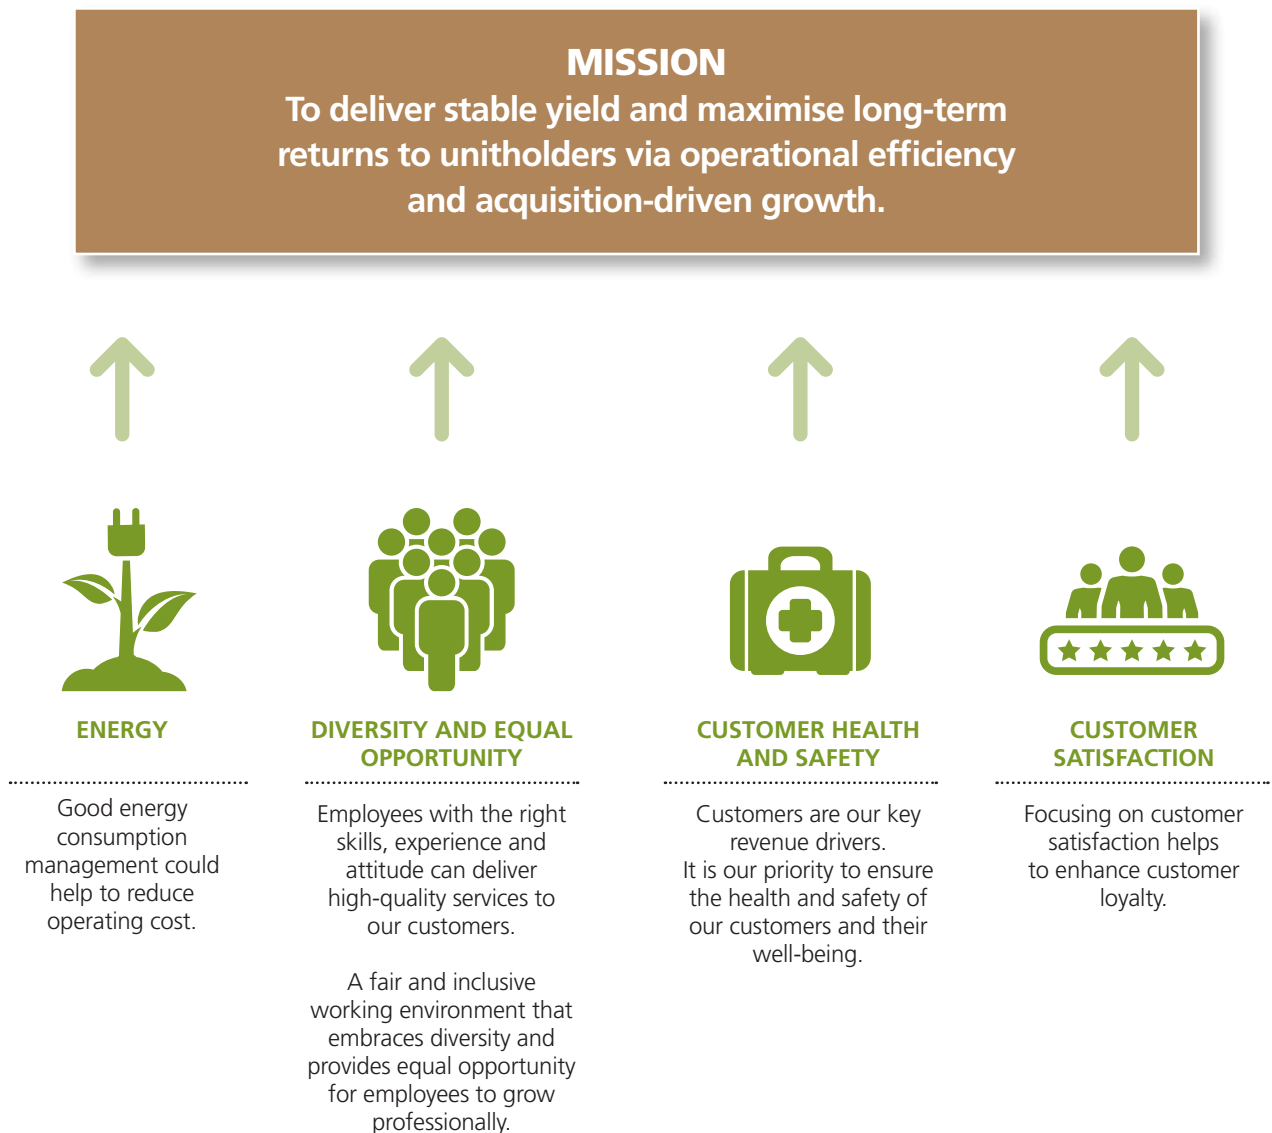 MISSION
To deliver stable yield and maximise long-term
returns to unitholders via operational efficiency
and acquisition-driven growth.
ENERGY
Good energy
consumption
management could
help to reduce
operating cost.
DIVERSITY AND EQUAL
OPPORTUNITY
Employees with the right
skills, experience and
attitude can deliver
high-quality services to
our customers.
A fair and inclusive
working environment that
embraces diversity and
provides equal opportunity
for employees to grow
professionally.
CUSTOMER HEALTH
AND SAFETY
Customers are our key
revenue drivers.
It is our priority to ensure
the health and safety of
our customers and their
well-being.
CUSTOMER
SATISFACTION
Focusing on customer
satisfaction helps
to enhance customer
loyalty.